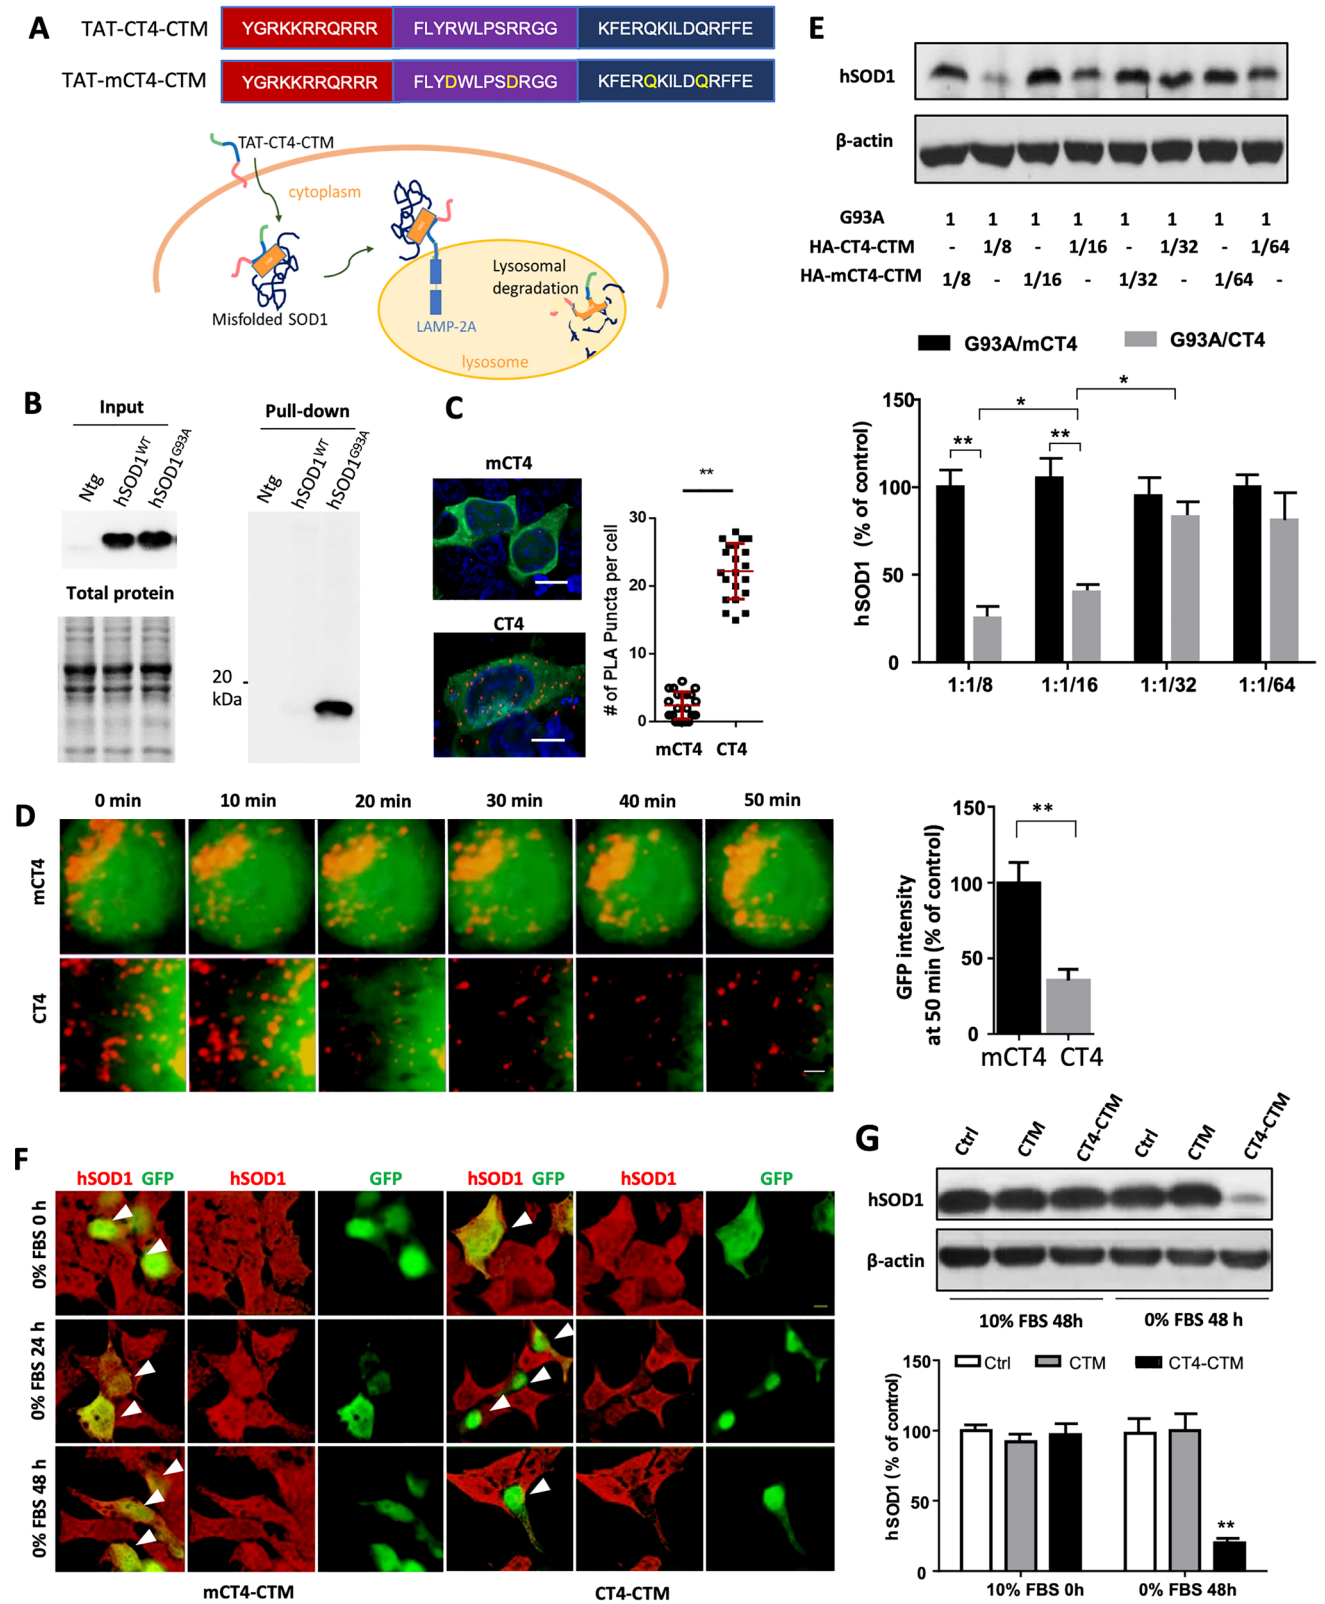 A
TAT-CT4-CTM
YGRKKRRQRRR
FLYRWLPSRRGG
KFERQKILDQRFFE
TAT-mCT4-CTM
YGRKKRRQRRR
FLYDWLPSDRGG
KFERQKILDQRFFE
TAT-CT4-CTM
cytoplasm
Misfolded SOD1
Lysosomal
degradation
LAMP-2A
lysosome
B
Input
Pull-down
Ntg
hSOD1WT
hSOD1G93A
Ntg
hSOD1WT
hSOD1G93A
Total protein
20
kDa
C
mCT4
CT4
**
# of PLA Puncta per cell
30
20
10
0
mCT4 CT4
D
0 min 10 min 20 min 30 min 40 min 50 min
mCT4
CT4
GFP intensity
at 50 min (% of control)
150
100
50
0
**
mCT4 CT4
E
hSOD1
β-actin
G93A 1 1 1 1 1 1 1 1
HA-CT4-CTM - 1/8 - 1/16 - 1/32 - 1/64
HA-mCT4-CTM 1/8 - 1/16 - 1/32 - 1/64 -
G93A/mCT4 G93A/CT4
hSOD1 (% of control)
150
100
50
0
**
*
**
*
1:1/8 1:1/16 1:1/32 1:1/64
F
hSOD1 GFP hSOD1 GFP hSOD1 GFP hSOD1 GFP
0% FBS 0 h
0% FBS 24 h
0% FBS 48 h
mCT4-CTM CT4-CTM
G
Ctrl CTM CT4-CTM Ctrl CTM CT4-CTM
hSOD1
β-actin
10% FBS 48h 0% FBS 48 h
Ctrl CTM CT4-CTM
hSOD1 (% of control)
150
100
50
0
**
10% FBS 0h 0% FBS 48h